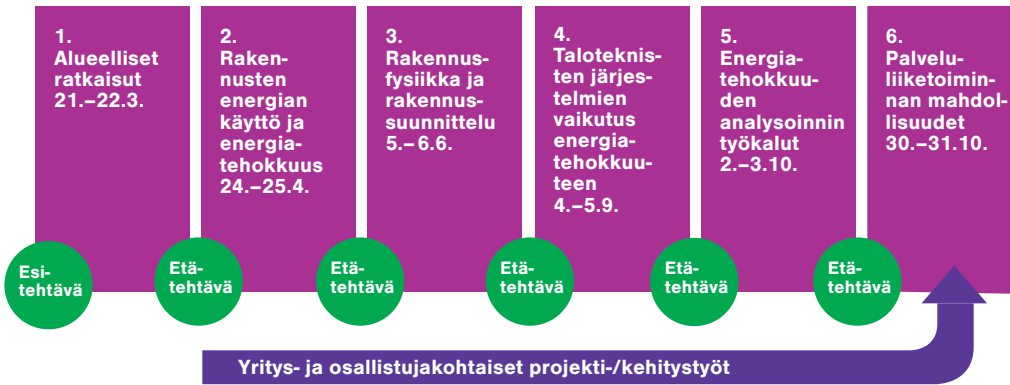 1.
Alueelliset
ratkaisut
21.–22.3.
2.
Raken-
nusten
energian
käyttö ja
energia-
tehokkuus
24.–25.4.
3.
Rakennus-
fysiikka ja
rakennus-
suunnittelu
5.–6.6.
4.
Taloteknis-
ten järjes-
telmien
vaikutus
energia-
tehokkuu-
teen
4.–5.9.
5.
Energia-
tehokkuu-
den
analysoinnin
työkalut
2.–3.10.
6.
Palvelu-
liiketoimin-
nan mahdol-
lisuudet
30.–31.10.
Esi-
tehtävä
Etä-
tehtävä
Etä-
tehtävä
Etä-
tehtävä
Etä-
tehtävä
Etä-
tehtävä
Yritys- ja osallistujakohtaiset projekti-/kehitystyöt